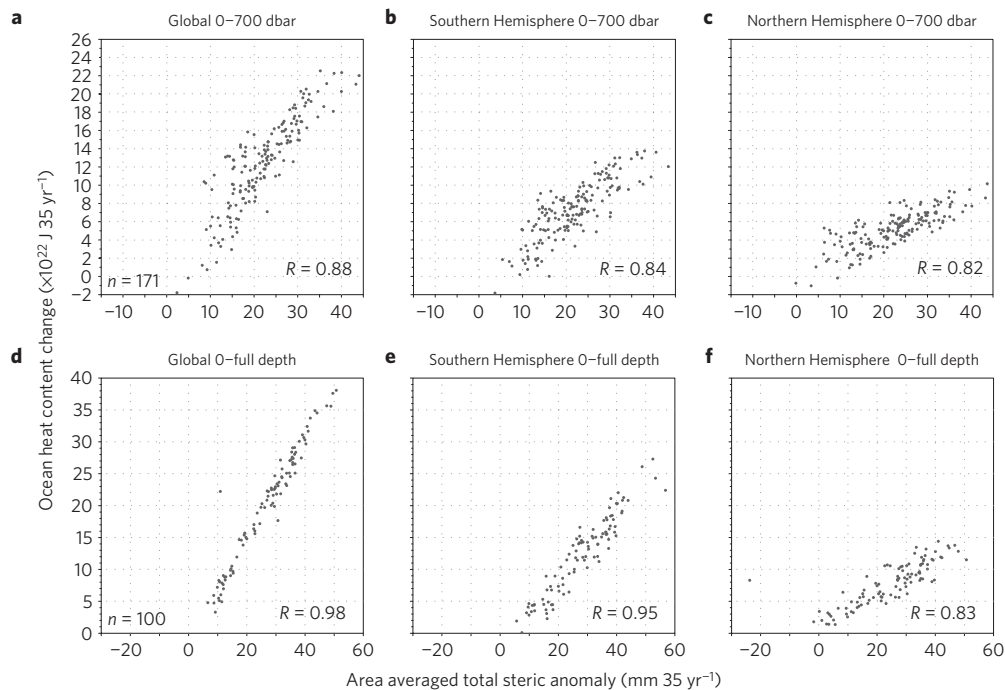 a Global 0–700 dbar
b Southern Hemisphere 0–700 dbar
c Northern Hemisphere 0–700 dbar
26
24
22
20
18
16
14
12
10
8
6
4
2
0
−2
n = 171
R = 0.88
R = 0.84
R = 0.82
−10 0 10 20 30 40
−10 0 10 20 30 40
−10 0 10 20 30 40
Ocean heat content change (×10²² J 35 yr⁻¹)
d Global 0–full depth
e Southern Hemisphere 0–full depth
f Northern Hemisphere 0–full depth
40
35
30
25
20
15
10
5
0
n = 100
R = 0.98
R = 0.95
R = 0.83
−20 0 20 40 60
−20 0 20 40 60
−20 0 20 40 60
Area averaged total steric anomaly (mm 35 yr⁻¹)